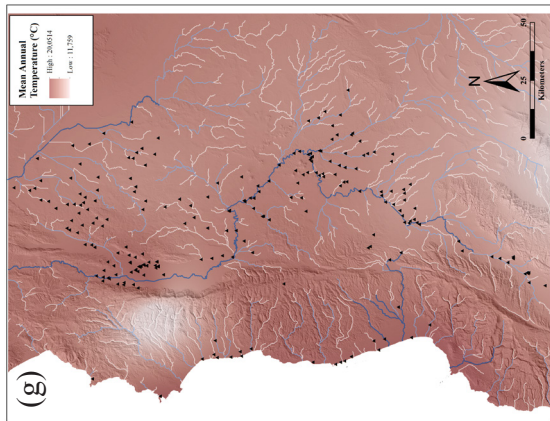 (g)
Mean Annual
Temperature (°C)
High : 20,0514
Low : 11,759
N
0 25 50
Kilometers